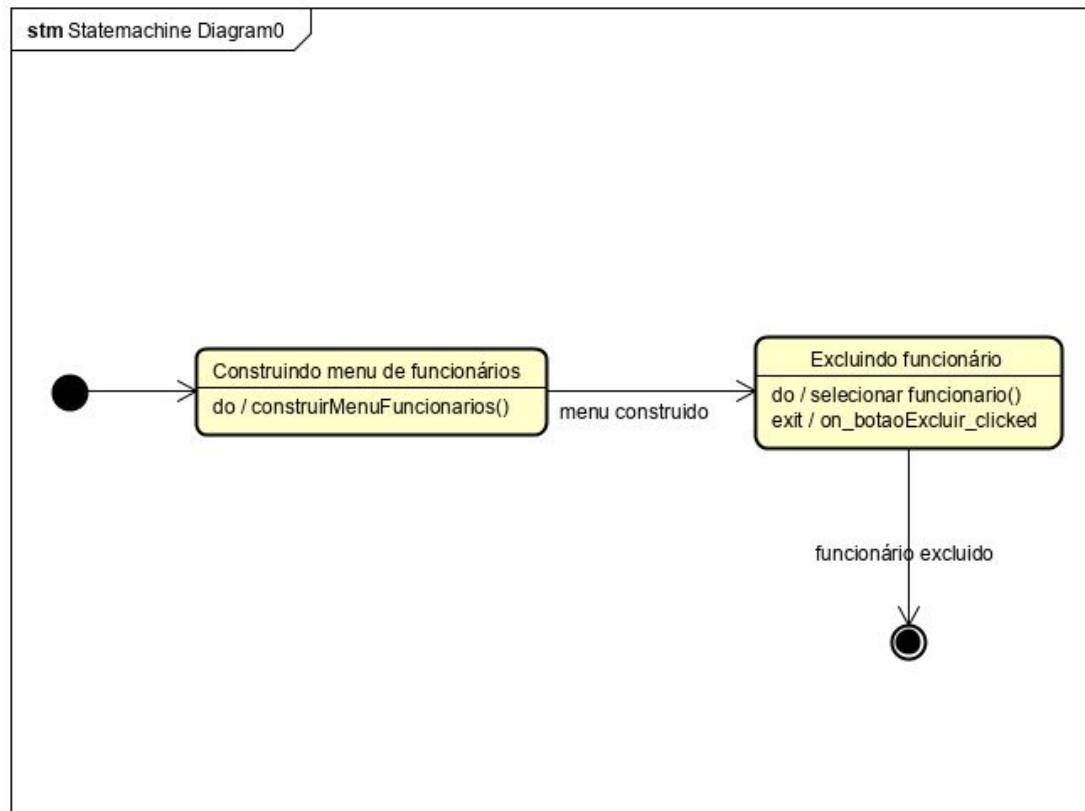 stm Statemachine Diagram0
Construindo menu de funcionários
do / construirMenuFuncionarios()
menu construido
Excluindo funcionário
do / selecionar funcionario()
exit / on_botaoExcluir_clicked
funcionário excluido